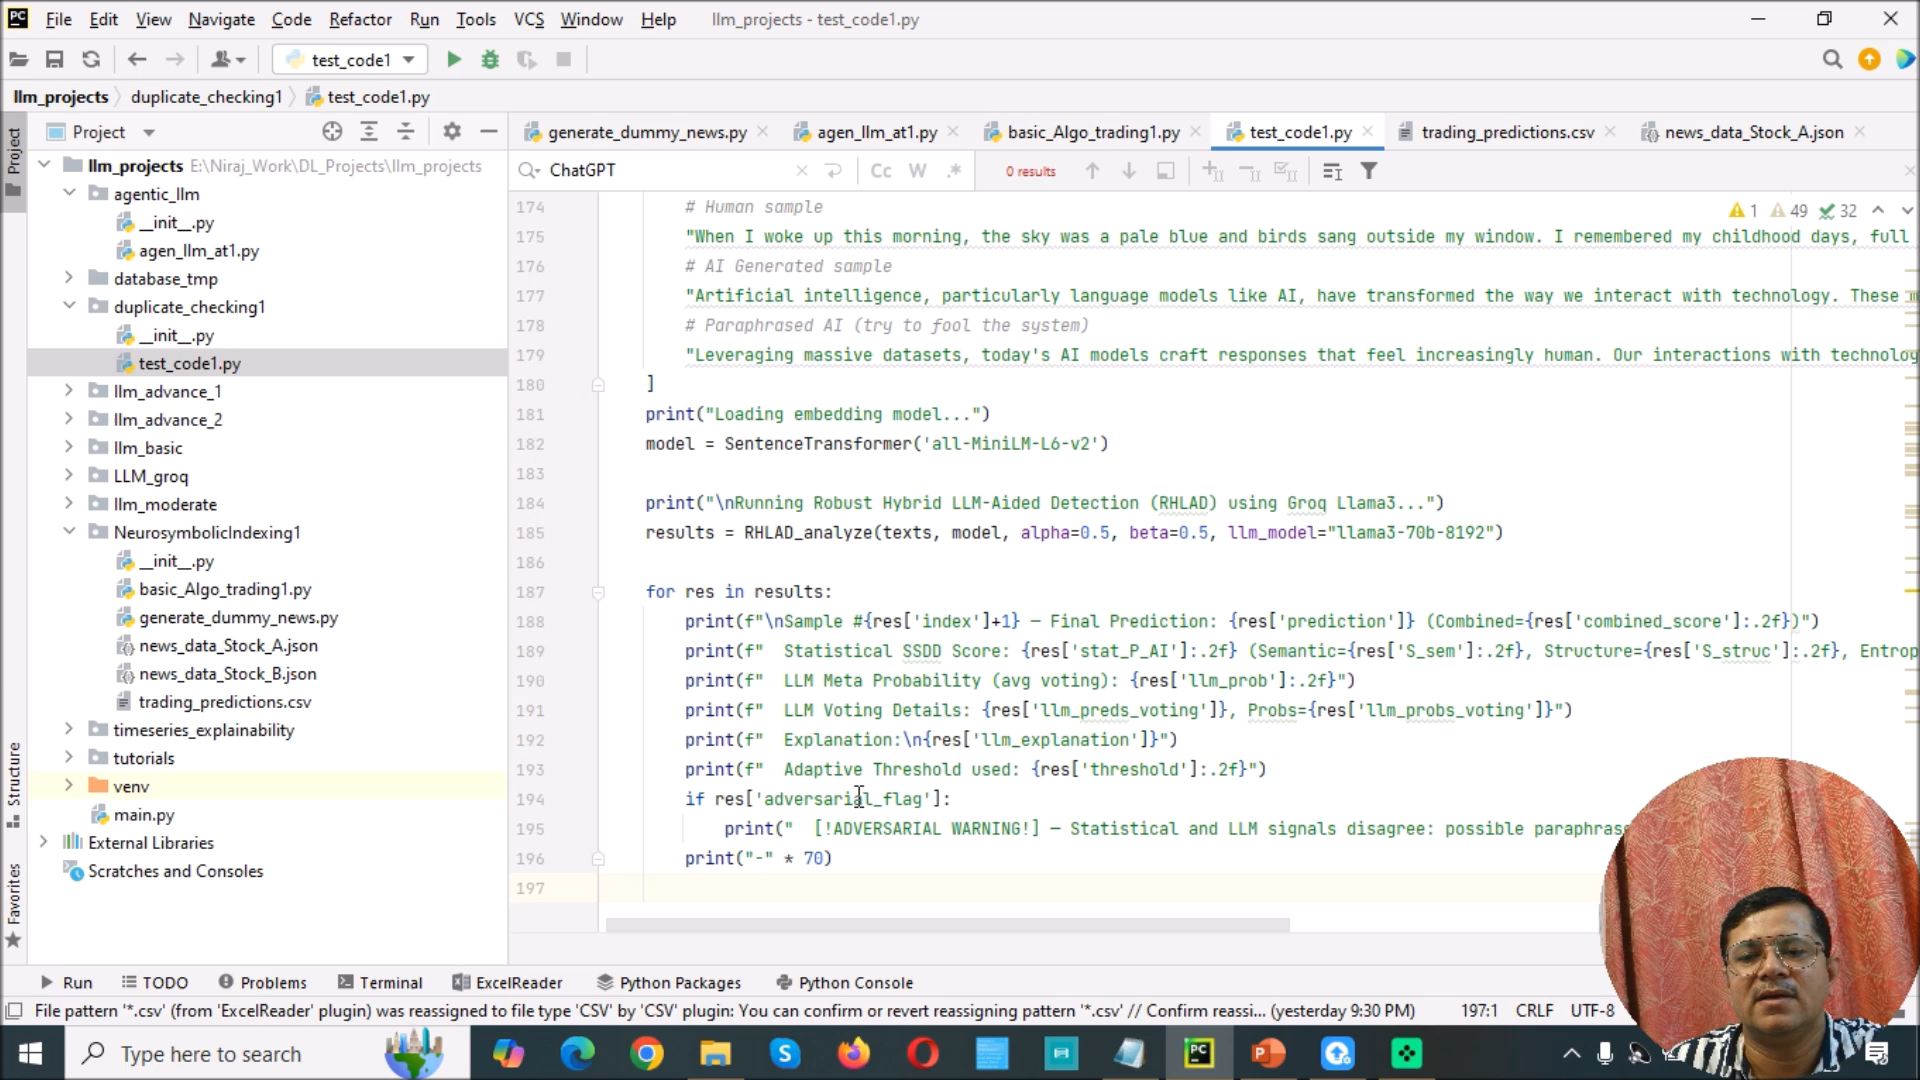 PC File Edit View Navigate Code Refactor Run Tools VCS Window Help llm_projects - test_code1.py
test_code1
llm_projects duplicate_checking1 test_code1.py
Project
generate_dummy_news.py agen_llm_at1.py basic_Algo_trading1.py test_code1.py trading_predictions.csv news_data_Stock_A.json
ChatGPT Cc W .* 0 results
Project
Structure
Favorites
llm_projects E:\Niraj_Work\DL_Projects\llm_projects
agentic_llm
__init__.py
agen_llm_at1.py
database_tmp
duplicate_checking1
__init__.py
test_code1.py
llm_advance_1
llm_advance_2
llm_basic
LLM_groq
llm_moderate
NeurosymbolicIndexing1
__init__.py
basic_Algo_trading1.py
generate_dummy_news.py
news_data_Stock_A.json
news_data_Stock_B.json
trading_predictions.csv
timeseries_explainability
tutorials
venv
main.py
External Libraries
Scratches and Consoles
1 49 32
174 # Human sample
175 "When I woke up this morning, the sky was a pale blue and birds sang outside my window. I remembered my childhood days, full
176 # AI Generated sample
177 "Artificial intelligence, particularly language models like AI, have transformed the way we interact with technology. These
178 # Paraphrased AI (try to fool the system)
179 "Leveraging massive datasets, today's AI models craft responses that feel increasingly human. Our interactions with technolog
180 ]
181 print("Loading embedding model...")
182 model = SentenceTransformer('all-MiniLM-L6-v2')
183
184 print("\nRunning Robust Hybrid LLM-Aided Detection (RHLAD) using Groq Llama3...")
185 results = RHLAD_analyze(texts, model, alpha=0.5, beta=0.5, llm_model="llama3-70b-8192")
186
187 for res in results:
188 print(f"\nSample #{res['index']+1} — Final Prediction: {res['prediction']} (Combined={res['combined_score']:.2f})")
189 print(f"  Statistical SSDD Score: {res['stat_P_AI']:.2f} (Semantic={res['S_sem']:.2f}, Structure={res['S_struc']:.2f}, Entrop
190 print(f"  LLM Meta Probability (avg voting): {res['llm_prob']:.2f}")
191 print(f"  LLM Voting Details: {res['llm_preds_voting']}, Probs={res['llm_probs_voting']}")
192 print(f"  Explanation:\n{res['llm_explanation']}")
193 print(f"  Adaptive Threshold used: {res['threshold']:.2f}")
194 if res['adversarial_flag']:
195 print("  [!ADVERSARIAL WARNING!] — Statistical and LLM signals disagree: possible paraphras
196 print("-" * 70)
197
Run TODO Problems Terminal ExcelReader Python Packages Python Console
File pattern '*.csv' (from 'ExcelReader' plugin) was reassigned to file type 'CSV' by 'CSV' plugin: You can confirm or revert reassigning pattern '*.csv' // Confirm reassi... (yesterday 9:30 PM) 197:1 CRLF UTF-8
Type here to search